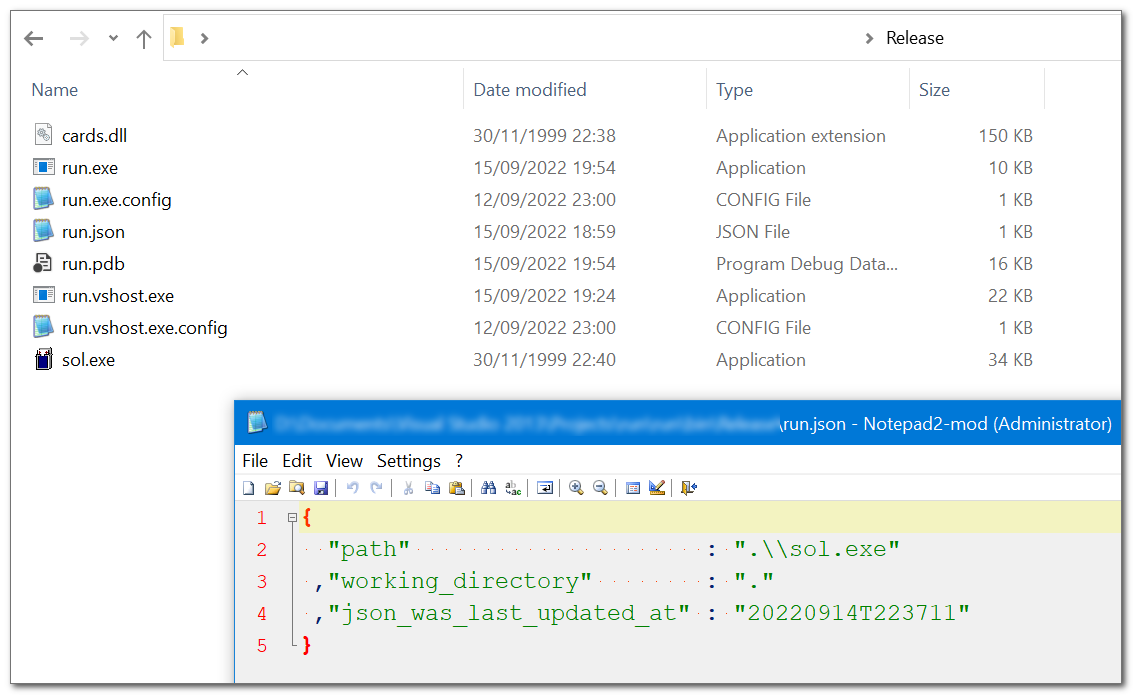 Release
Name Date modified Type Size
cards.dll 30/11/1999 22:38 Application extension 150 KB
run.exe 15/09/2022 19:54 Application 10 KB
run.exe.config 12/09/2022 23:00 CONFIG File 1 KB
run.json 15/09/2022 18:59 JSON File 1 KB
run.pdb 15/09/2022 19:54 Program Debug Data... 16 KB
run.vshost.exe 15/09/2022 19:24 Application 22 KB
run.vshost.exe.config 12/09/2022 23:00 CONFIG File 1 KB
sol.exe 30/11/1999 22:40 Application 34 KB
\run.json - Notepad2-mod (Administrator)
File Edit View Settings ?
1 {
2 "path" : ".\\sol.exe"
3 ,"working_directory" : "."
4 ,"json_was_last_updated_at" : "20220914T223711"
5 }